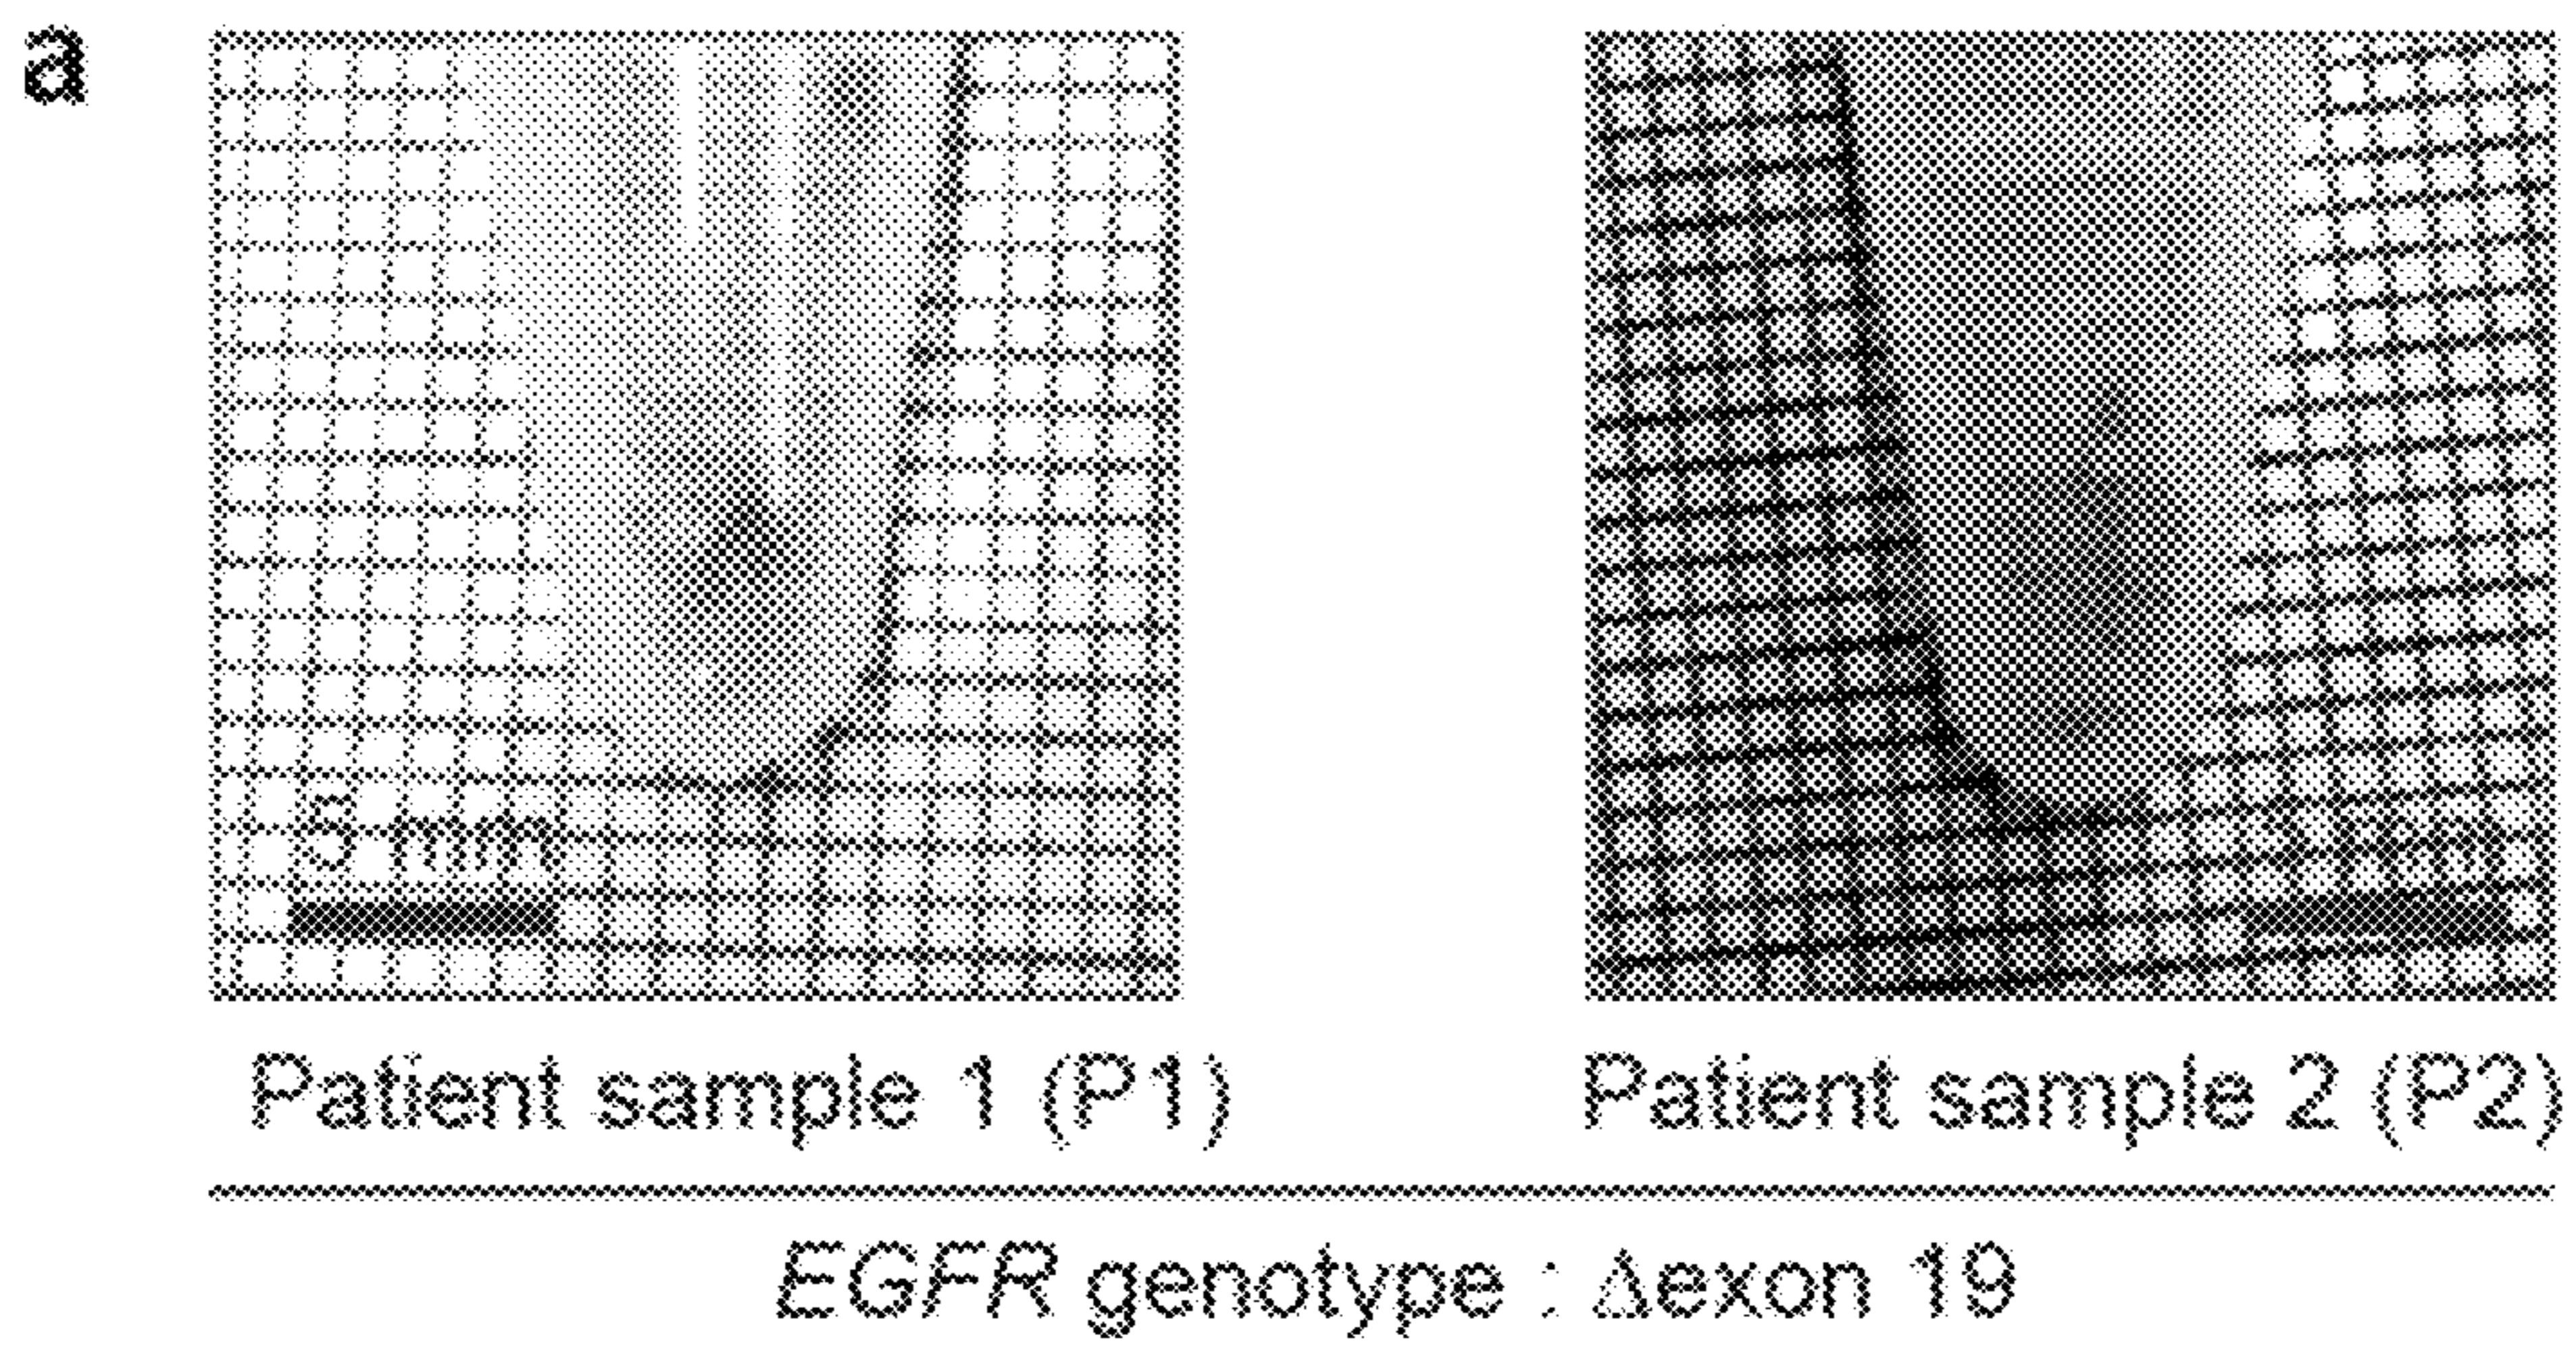 a
5 mm
Patient sample 1 (P1)
Patient sample 2 (P2)
EGFR genotype : Δexon 19